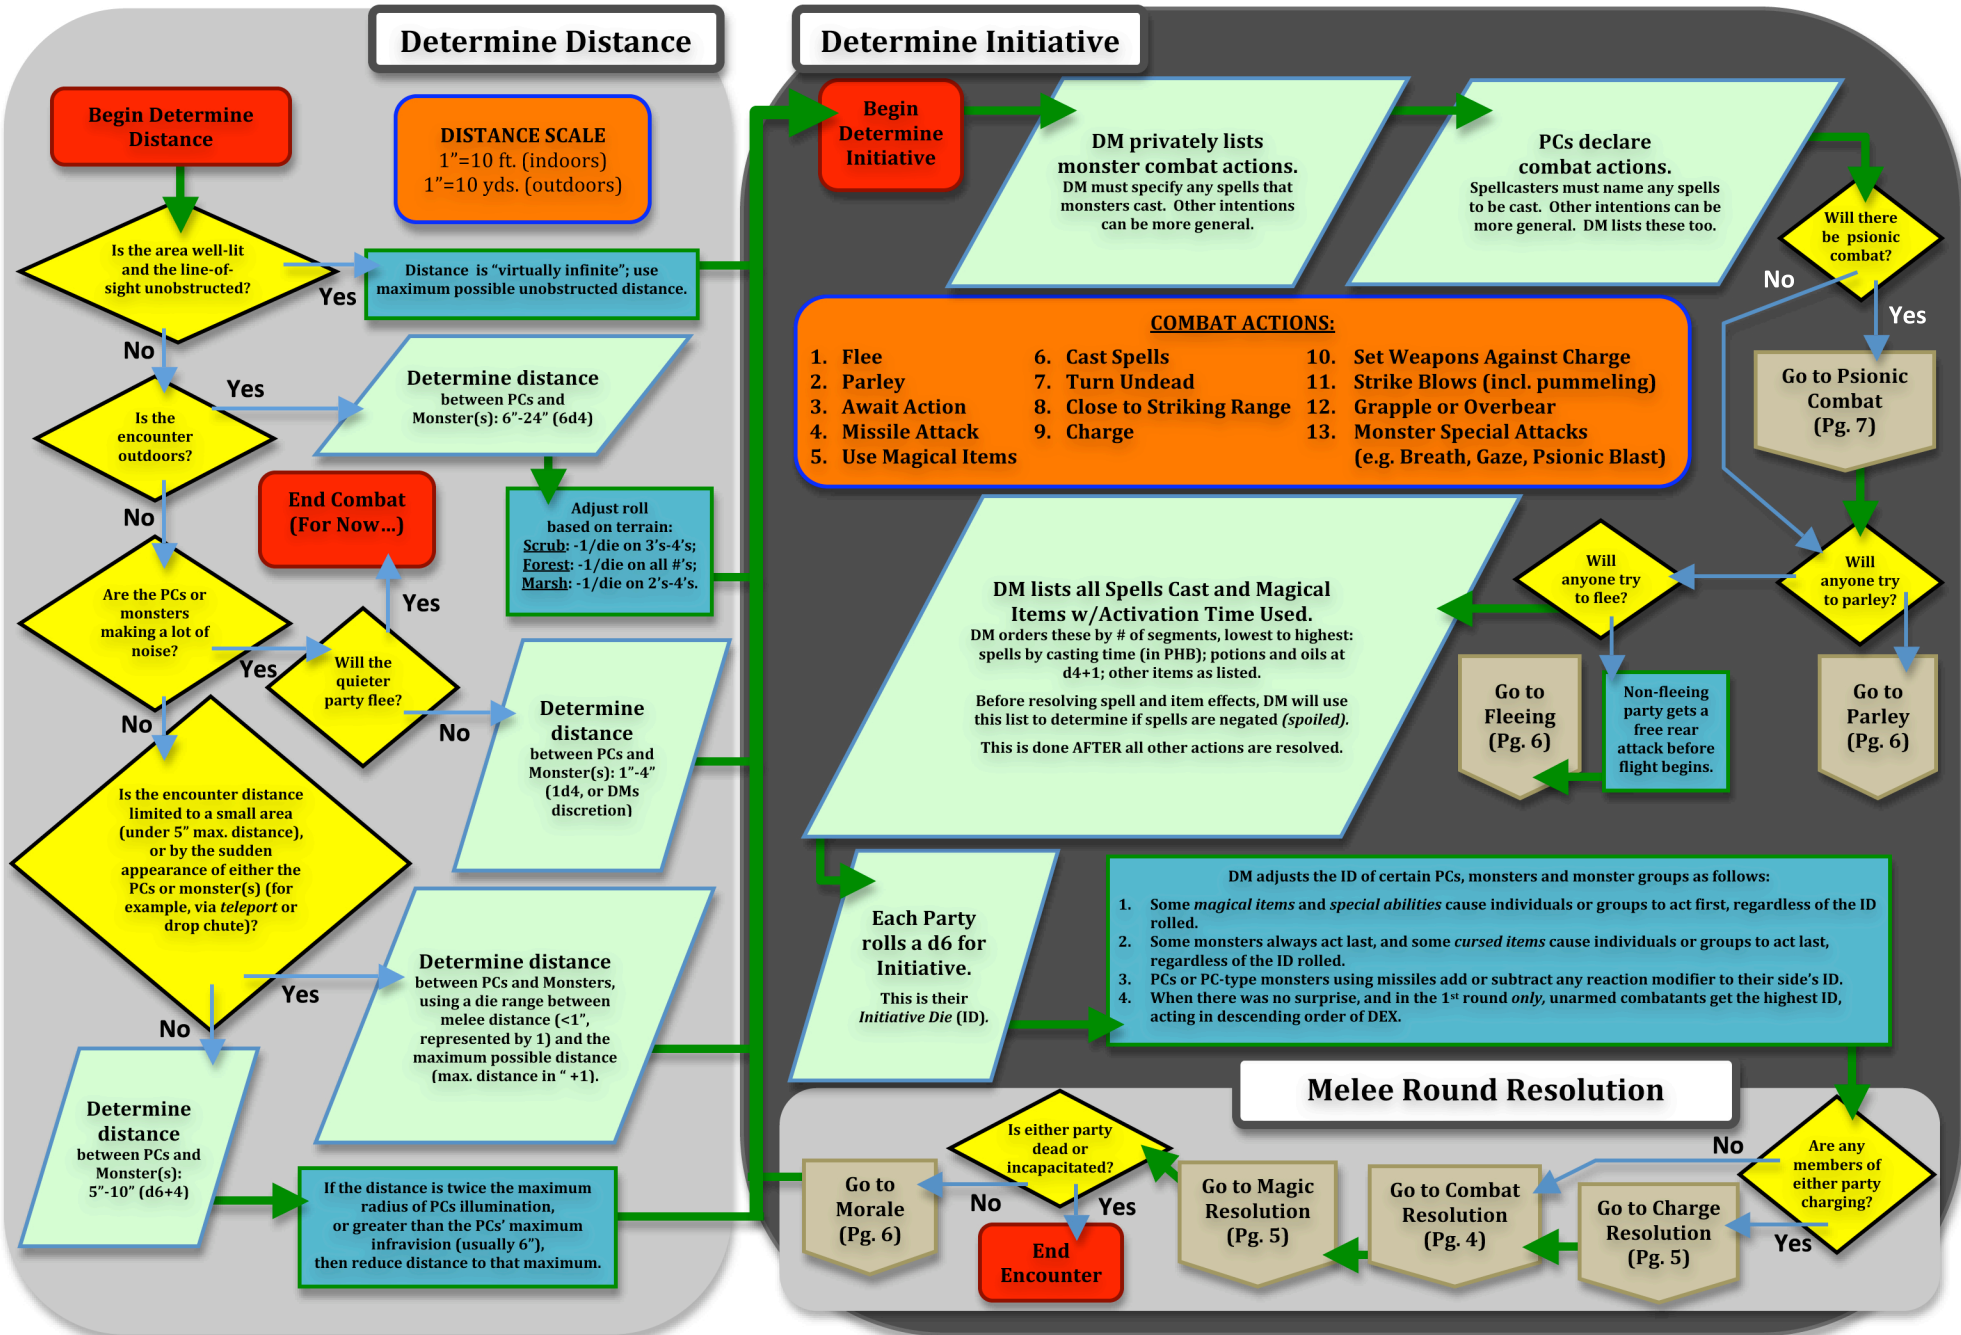 Determine Distance
Begin Determine
Distance
DISTANCE SCALE
1”=10 ft. (indoors)
1”=10 yds. (outdoors)
Is the area well-lit
and the line-of-
sight unobstructed?
Yes
Distance is “virtually infinite”; use
maximum possible unobstructed distance.
No
Is the
encounter
outdoors?
Yes
Determine distance
between PCs and
Monster(s): 6”-24” (6d4)
Adjust roll
based on terrain:
Scrub: -1/die on 3’s-4’s;
Forest: -1/die on all #’s;
Marsh: -1/die on 2’s-4’s.
No
Are the PCs or
monsters
making a lot of
noise?
Yes
Will the
quieter
party flee?
Yes
End Combat
(For Now…)
No
Determine
distance
between PCs and
Monster(s): 1”-4”
(1d4, or DMs
discretion)
No
Is the encounter distance
limited to a small area
(under 5” max. distance),
or by the sudden
appearance of either the
PCs or monster(s) (for
example, via teleport or
drop chute)?
Yes
Determine distance
between PCs and Monsters,
using a die range between
melee distance (<1”,
represented by 1) and the
maximum possible distance
(max. distance in “ +1).
No
Determine
distance
between PCs and
Monster(s):
5”-10” (d6+4)
If the distance is twice the maximum
radius of PCs illumination,
or greater than the PCs’ maximum
infravision (usually 6”),
then reduce distance to that maximum.
Determine Initiative
Begin
Determine
Initiative
DM privately lists
monster combat actions.
DM must specify any spells that
monsters cast. Other intentions
can be more general.
PCs declare
combat actions.
Spellcasters must name any spells
to be cast. Other intentions can be
more general. DM lists these too.
Will there
be psionic
combat?
No
Yes
Go to Psionic
Combat
(Pg. 7)
COMBAT ACTIONS:
1. Flee
2. Parley
3. Await Action
4. Missile Attack
5. Use Magical Items
6. Cast Spells
7. Turn Undead
8. Close to Striking Range
9. Charge
10. Set Weapons Against Charge
11. Strike Blows (incl. pummeling)
12. Grapple or Overbear
13. Monster Special Attacks
(e.g. Breath, Gaze, Psionic Blast)
Will
anyone try
to parley?
Go to
Parley
(Pg. 6)
Will
anyone try
to flee?
Non-fleeing
party gets a
free rear
attack before
flight begins.
Go to
Fleeing
(Pg. 6)
DM lists all Spells Cast and Magical
Items w/Activation Time Used.
DM orders these by # of segments, lowest to highest:
spells by casting time (in PHB); potions and oils at
d4+1; other items as listed.
Before resolving spell and item effects, DM will use
this list to determine if spells are negated (spoiled).
This is done AFTER all other actions are resolved.
Each Party
rolls a d6 for
Initiative.
This is their
Initiative Die (ID).
DM adjusts the ID of certain PCs, monsters and monster groups as follows:
1. Some magical items and special abilities cause individuals or groups to act first, regardless of the ID
rolled.
2. Some monsters always act last, and some cursed items cause individuals or groups to act last,
regardless of the ID rolled.
3. PCs or PC-type monsters using missiles add or subtract any reaction modifier to their side’s ID.
4. When there was no surprise, and in the 1st round only, unarmed combatants get the highest ID,
acting in descending order of DEX.
Melee Round Resolution
Are any
members of
either party
charging?
No
Yes
Go to Charge
Resolution
(Pg. 5)
Go to Combat
Resolution
(Pg. 4)
Go to Magic
Resolution
(Pg. 5)
Is either party
dead or
incapacitated?
No
Yes
End
Encounter
Go to
Morale
(Pg. 6)